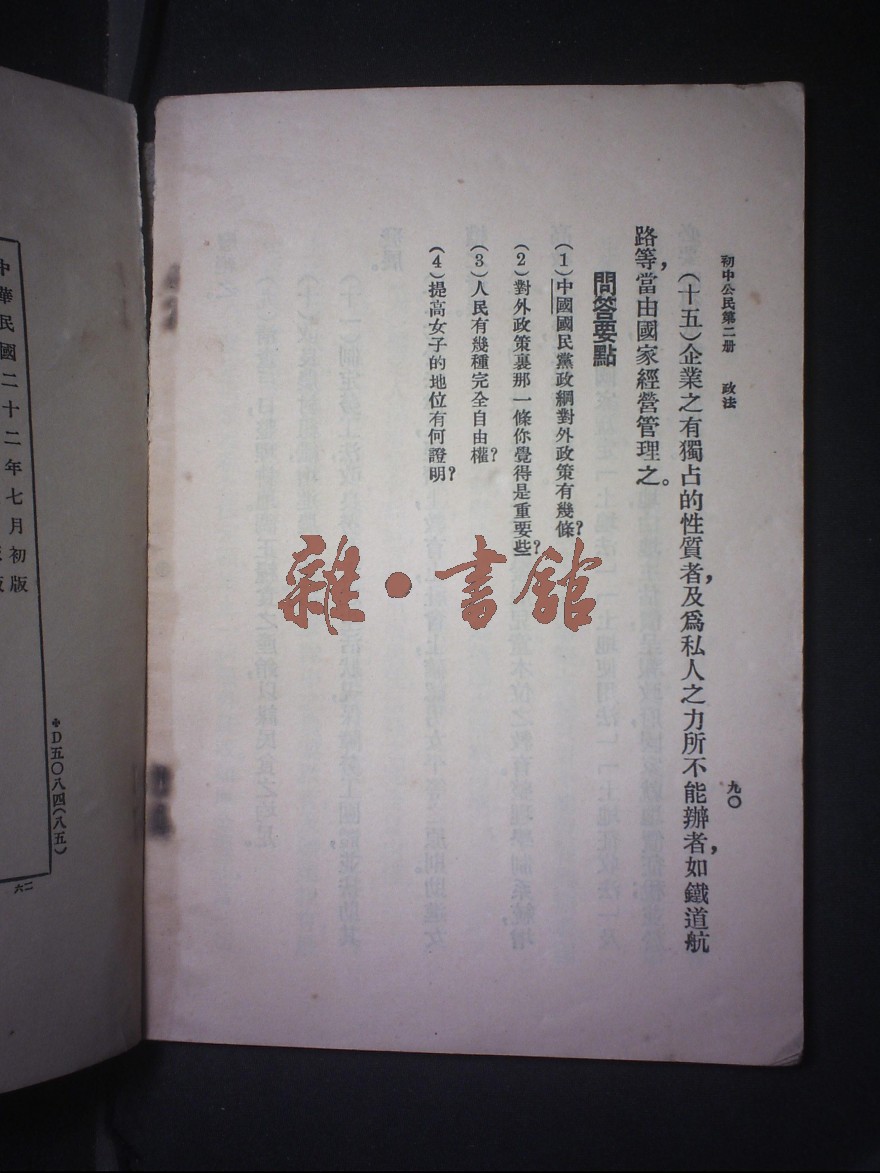 初中公民第二册　政法
九〇
(十五)企業之有獨占的性質者,及爲私人之力所不能辦者,如鐵道航
路等,當由國家經營管理之。
問答要點
(1)中國國民黨政綱對外政策有幾條?
(2)對外政策裏那一條你覺得是重要些?
(3)人民有幾種完全自由權?
(4)提高女子的地位有何證明?
雜·書館
中華民國二十二年七月初版
版
D五〇八四(八五)
六二